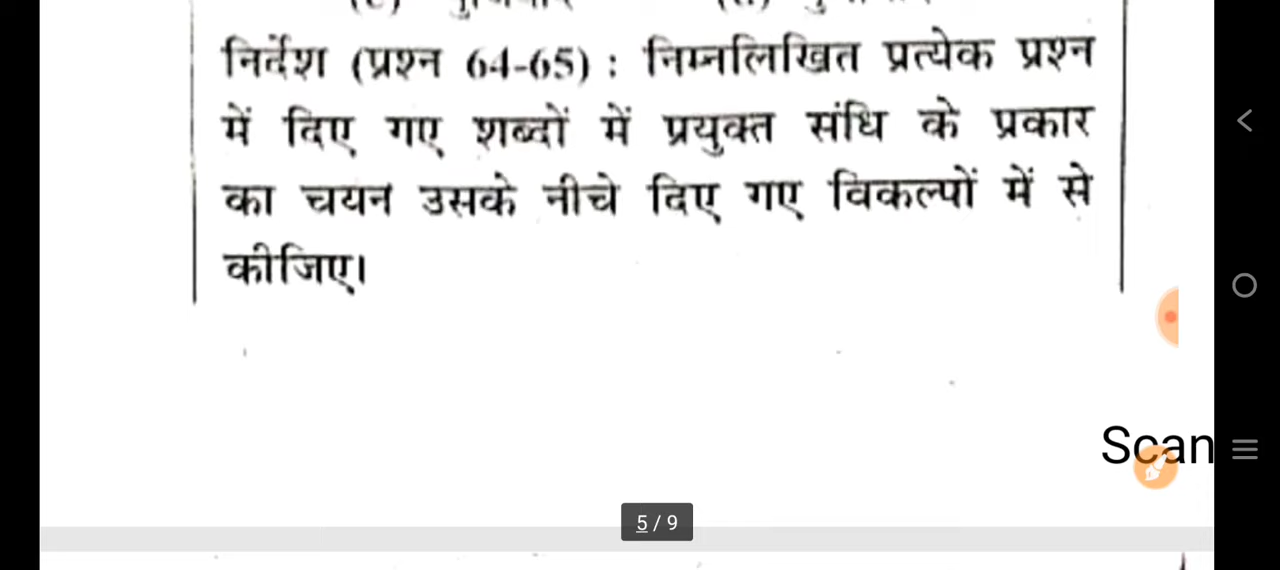 निर्देश (प्रश्न 64-65) : निम्नलिखित प्रत्येक प्रश्न
में दिए गए शब्दों में प्रयुक्त संधि के प्रकार
का चयन उसके नीचे दिए गए विकल्पों में से
कीजिए।
Scan
5 / 9